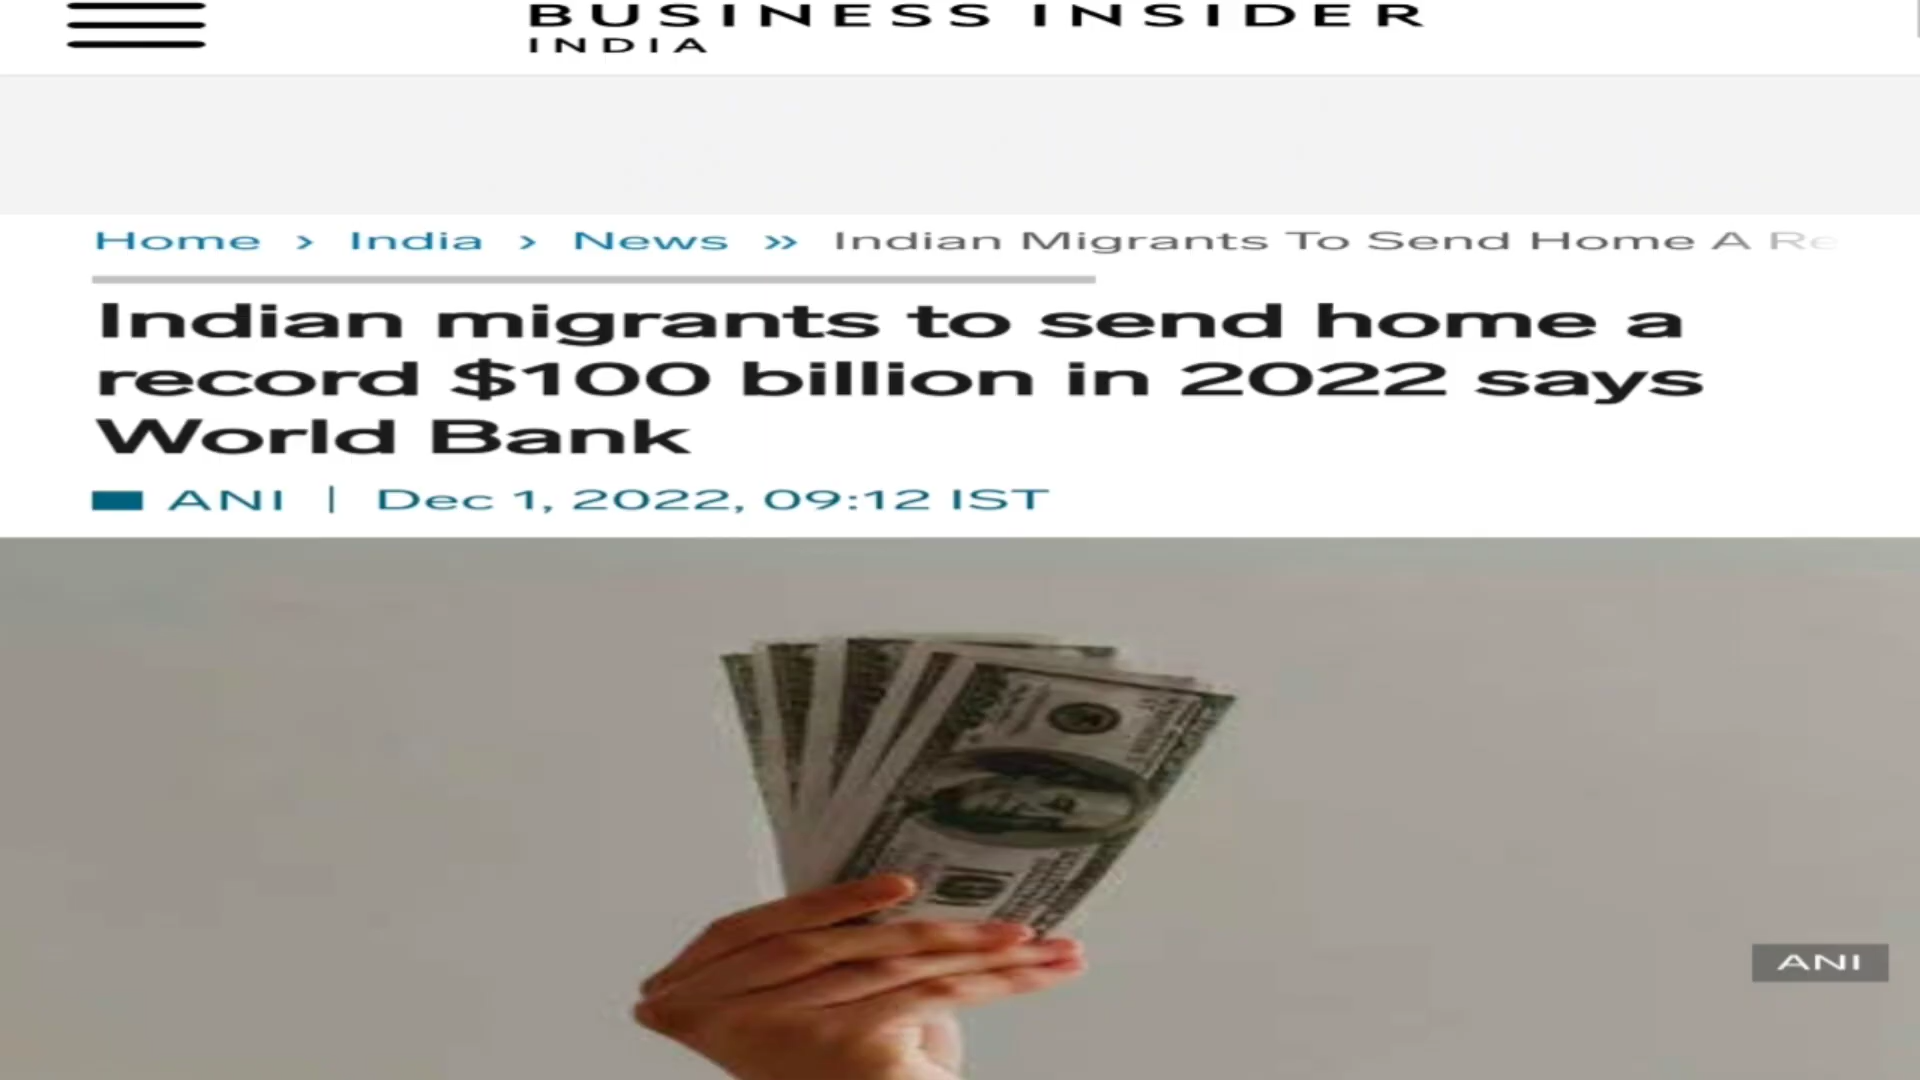 BUSINESS INSIDER
INDIA
Home > India > News >> Indian Migrants To Send Home A Re
Indian migrants to send home a
record $100 billion in 2022 says
World Bank
ANI | Dec 1, 2022, 09:12 IST
ANI